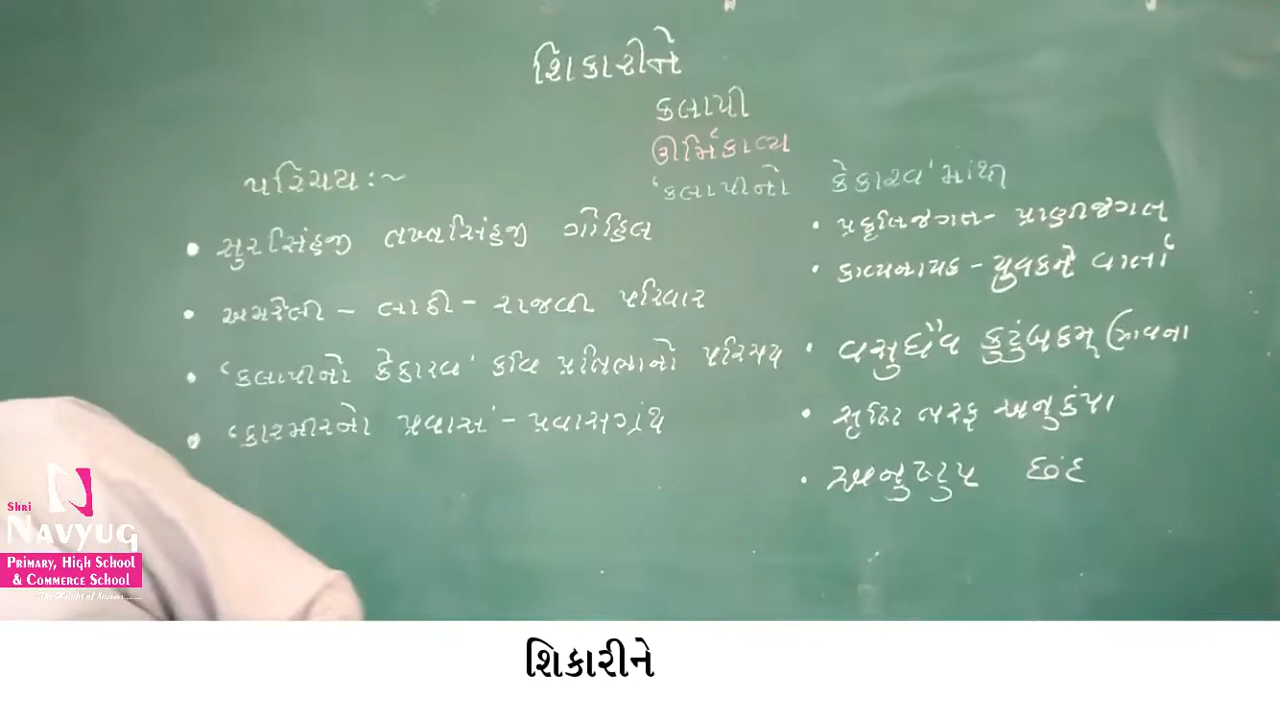 શિકારીને
કલાપી
ઊર્મિકાવ્ય
'કલાપીનો કેકારવ'માંથી
પરિચય :~
• સુરસિંહજી તખ્તસિંહજી ગોહિલ
• અમરેલી - લાઠી - રાજવી પરિવાર
• 'કલાપીનો કેકારવ' કવિ પ્રતિભાનો પરિચય
• 'કાશ્મીરનો પ્રવાસ' - પ્રવાસગ્રંથ
• પ્રકૃતિજગત - પ્રાણીજગત
• કાવ્યનાયક - યુવકને વાર્તા
• વસુધૈવ કુટુંબકમ્ ભાવના
• સૃષ્ટિ તરફ અનુકંપા
• અનુષ્ટુપ છંદ
Shri
NAVYUG
PRIMARY, HIGH SCHOOL
& COMMERCE SCHOOL
શિકારીને